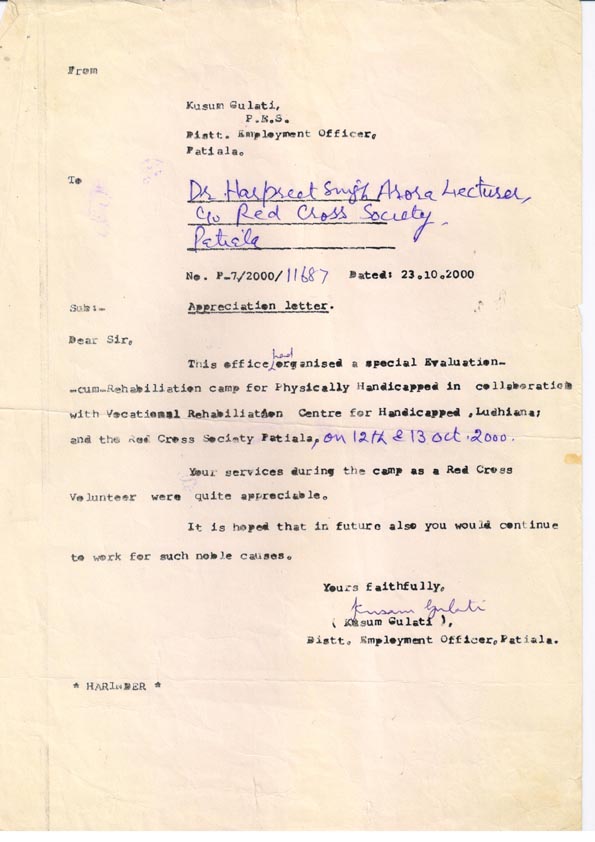 From
Kusum Gulati,
P.E.S.
Distt. Employment Officer,
Patiala.
To
Dr Harpreet Singh Arora Lecturer,
C/o Red Cross Society,
Patiala
No. P-7/2000/11687 Dated: 23.10.2000
Sub:- Appreciation letter.
Dear Sir,
This office had organised a special Evaluation-
-cum-Rehabiliation camp for Physically Handicapped in collaboration
with Vocational Rehabiliation Centre for Handicapped ,Ludhiana;
and the Red Cross Society Patiala, on 12th & 13 Oct. 2000.
Your services during the camp as a Red Cross
Volunteer were quite appreciable.
It is hoped that in future also you would continue
to work for such noble causes.
Yours faithfully,
Kusum Gulati
( Kusum Gulati ),
Distt. Employment Officer,Patiala.
* HARINDER *